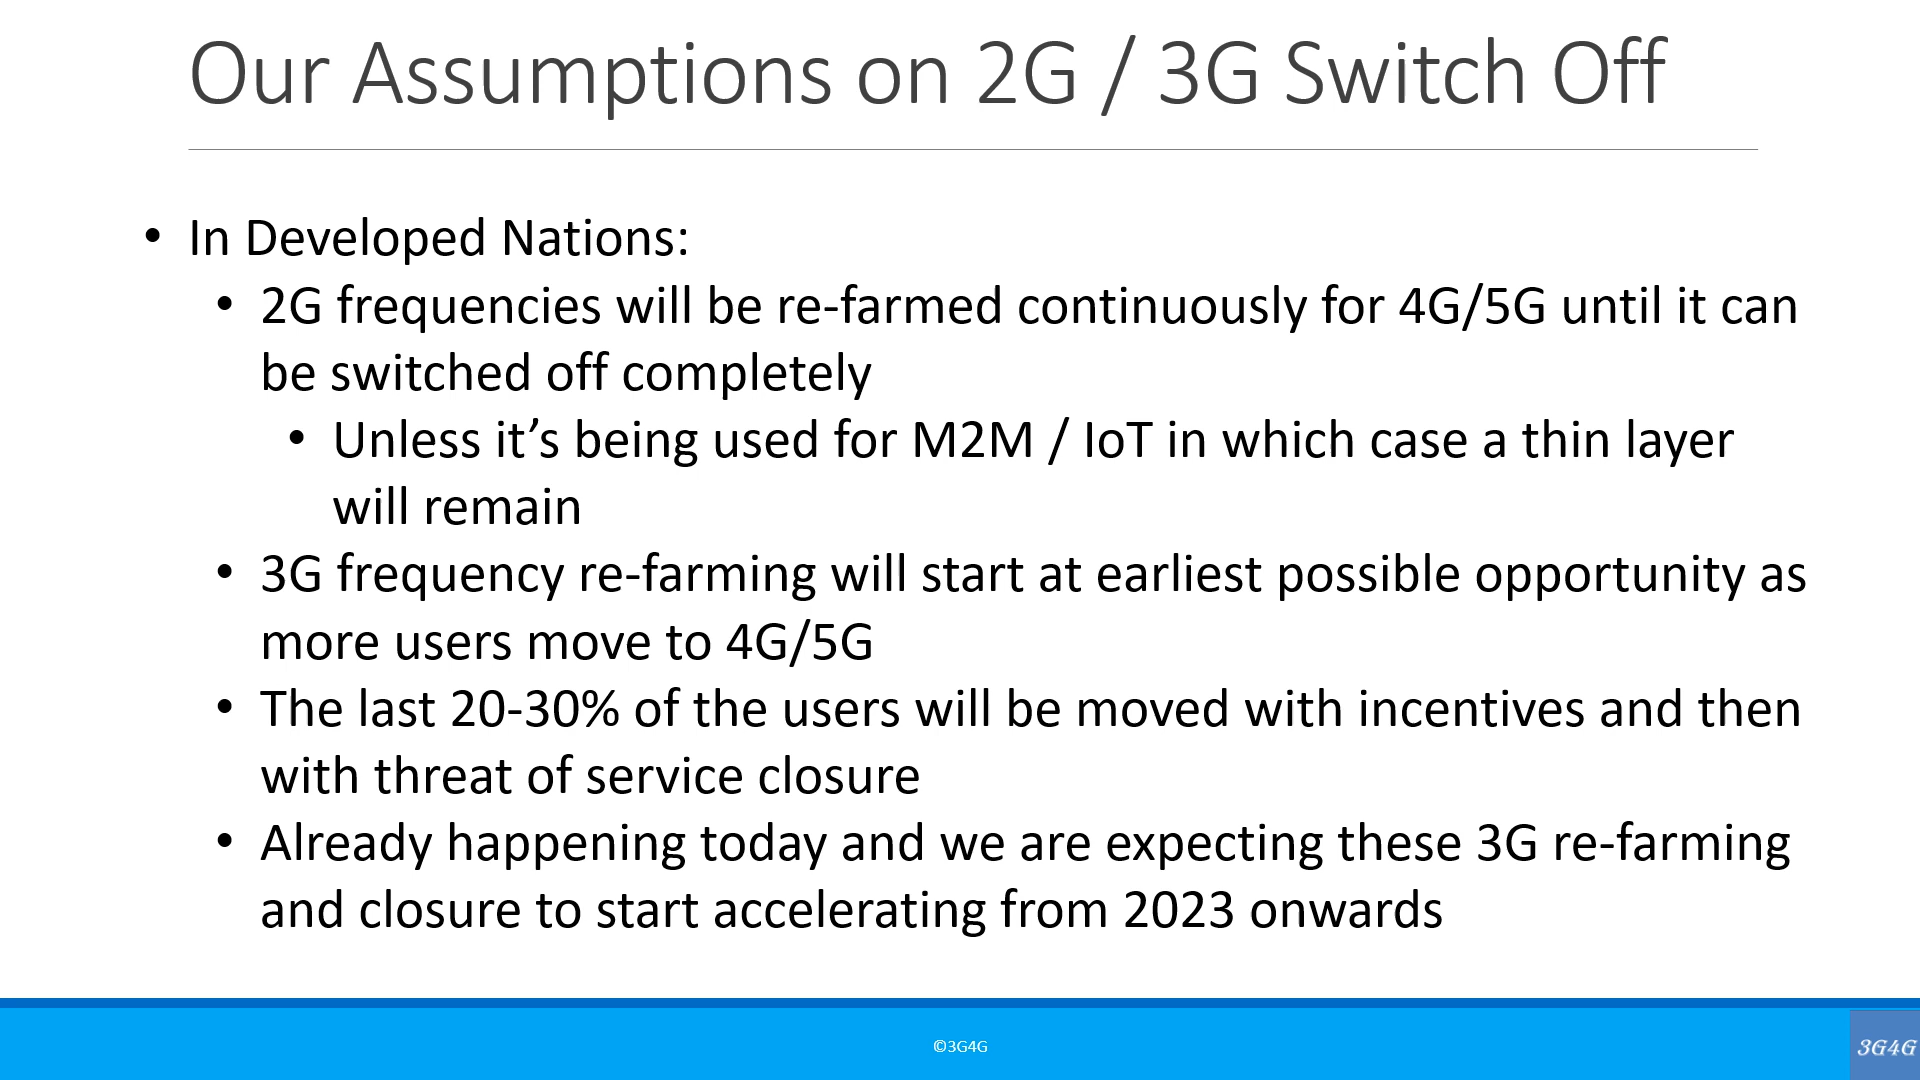 Our Assumptions on 2G / 3G Switch Off
• In Developed Nations:
• 2G frequencies will be re-farmed continuously for 4G/5G until it can
be switched off completely
• Unless it’s being used for M2M / IoT in which case a thin layer
will remain
• 3G frequency re-farming will start at earliest possible opportunity as
more users move to 4G/5G
• The last 20-30% of the users will be moved with incentives and then
with threat of service closure
• Already happening today and we are expecting these 3G re-farming
and closure to start accelerating from 2023 onwards
©3G4G
3G4G